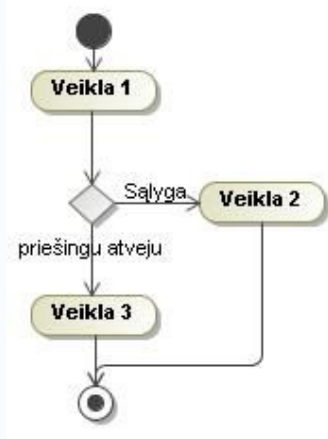 Veikla 1
Sąlyga
Veikla 2
priešingu atveju
Veikla 3